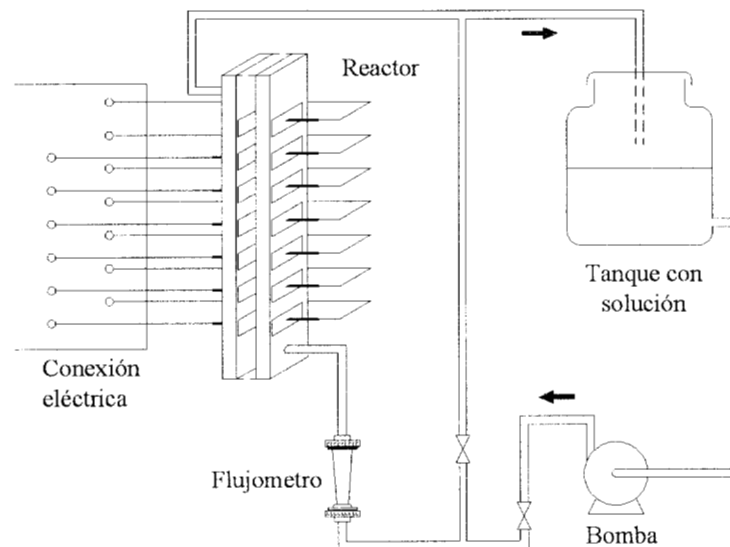 Reactor
Tanque con
solución
Conexión
eléctrica
Flujometro
Bomba